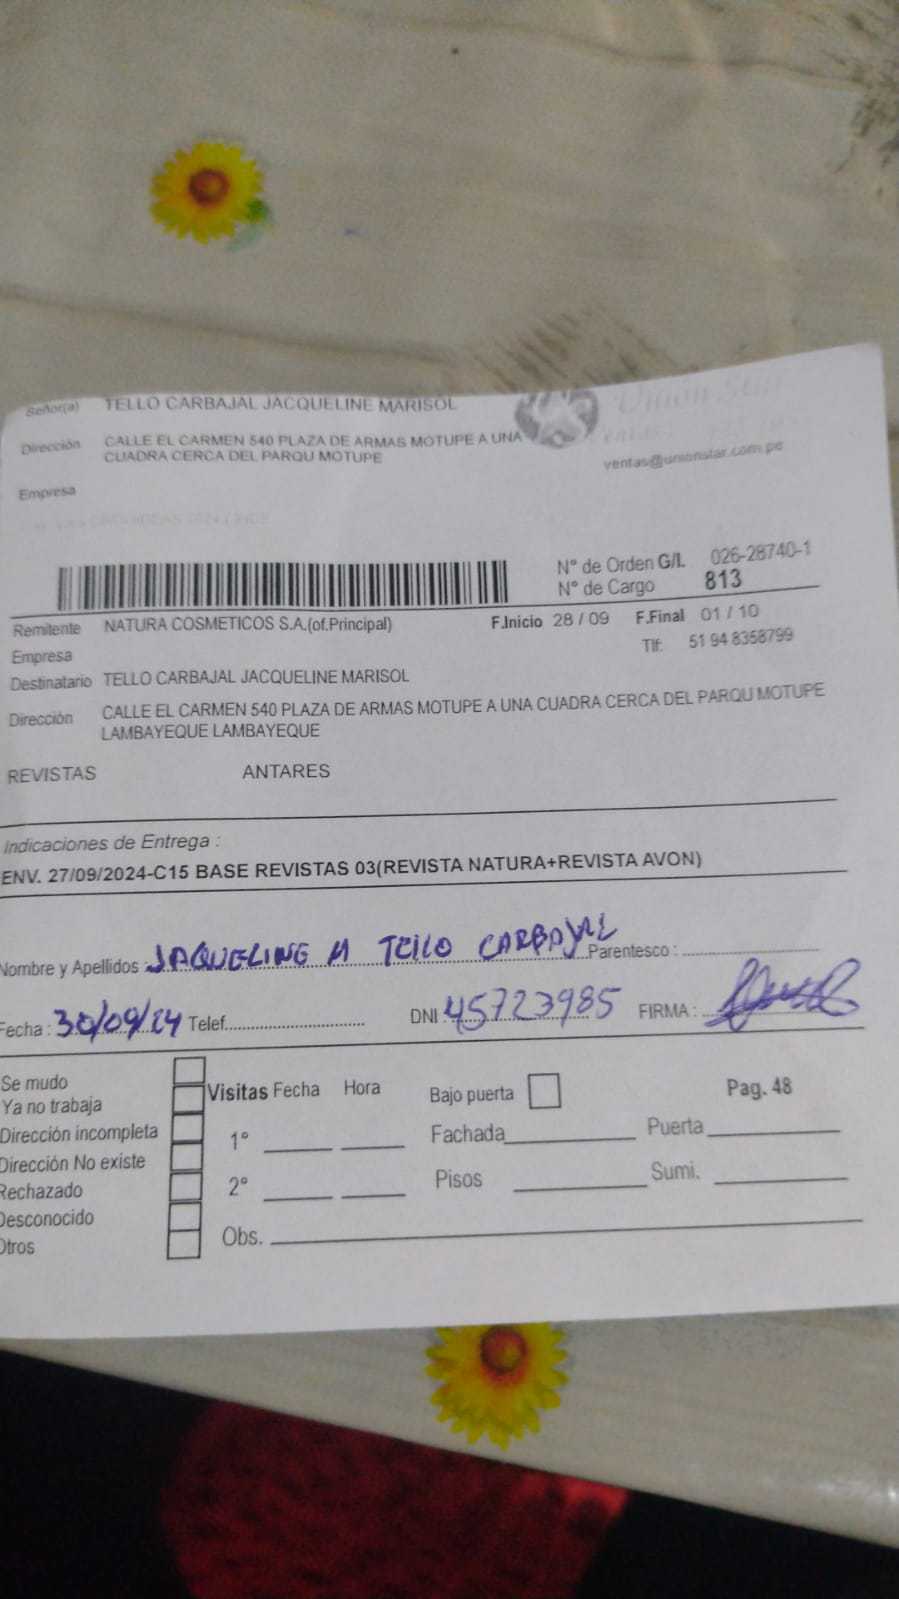 Señor(a) TELLO CARBAJAL JACQUELINE MARISOL
Dirección CALLE EL CARMEN 540 PLAZA DE ARMAS MOTUPE A UNA
CUADRA CERCA DEL PARQU MOTUPE
Empresa
Unión Star
ventas@unionstar.com.pe
N° de Orden G/I. 026-28740-1
N° de Cargo 813
Remitente NATURA COSMETICOS S.A.(of.Principal) F.Inicio 28 / 09 F.Final 01 / 10
Empresa Tlf: 51 94 8358799
Destinatario TELLO CARBAJAL JACQUELINE MARISOL
Dirección CALLE EL CARMEN 540 PLAZA DE ARMAS MOTUPE A UNA CUADRA CERCA DEL PARQU MOTUPE
LAMBAYEQUE LAMBAYEQUE
REVISTAS ANTARES
Indicaciones de Entrega :
ENV. 27/09/2024-C15 BASE REVISTAS 03(REVISTA NATURA+REVISTA AVON)
Nombre y Apellidos : JAQUELINE M TELLO CARBAJAL Parentesco :
Fecha : 30/09/24 Telef. DNI : 45723985 FIRMA :
Se mudo
Ya no trabaja
Dirección incompleta
Dirección No existe
Rechazado
Desconocido
Otros
Visitas Fecha Hora
1°
2°
Obs.
Bajo puerta Pag. 48
Fachada Puerta
Pisos Sumi.